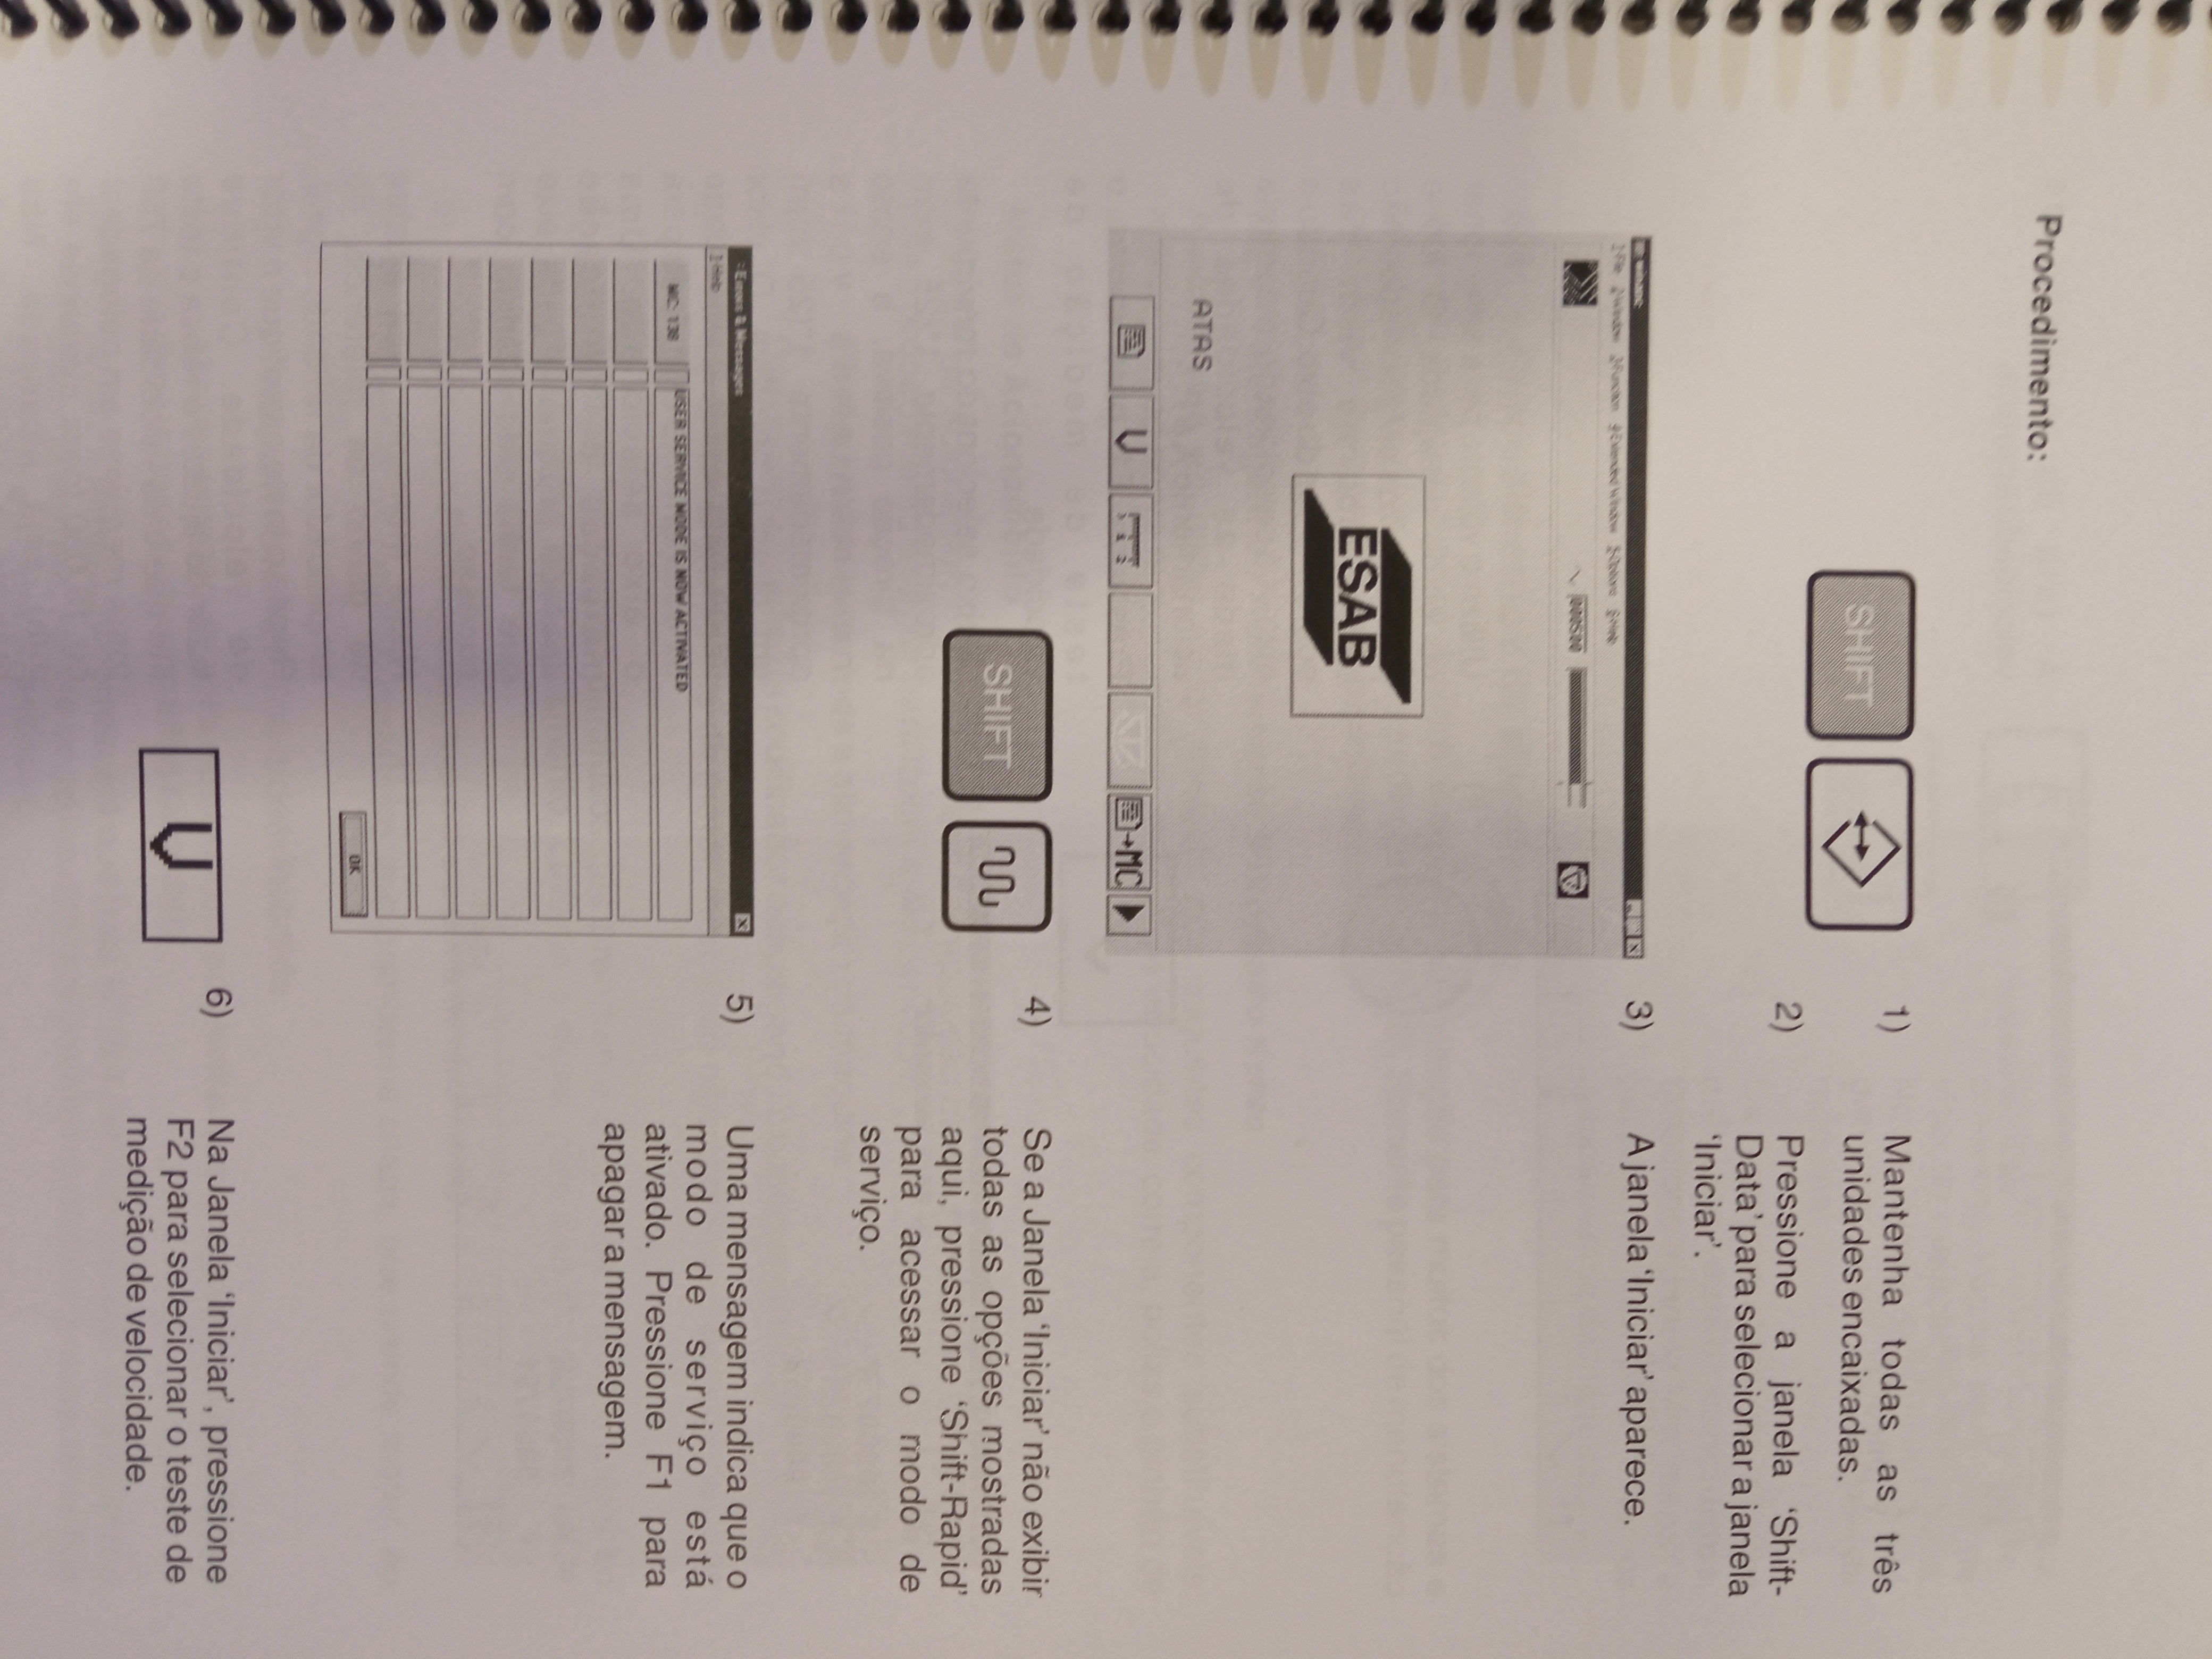 Procedimento:
SHIFT
1) Mantenha todas as três
unidades encaixadas.
2) Pressione a janela ‘Shift-
Data’ para selecionar a janela
‘Iniciar’.
3) A janela ‘Iniciar’ aparece.
1-File 2-Window 3-Function 4-Extended Window 5-Options 6-Help
000500
ESAB
ATAS
→MC
SHIFT
4) Se a Janela ‘Iniciar’ não exibir
todas as opções mostradas
aqui, pressione ‘Shift-Rapid’
para acessar o modo de
serviço.
Errors & Messages
1-Help
MC: 138 USER SERVICE MODE IS NOW ACTIVATED
OK
5) Uma mensagem indica que o
modo de serviço está
ativado. Pressione F1 para
apagar a mensagem.
V
6) Na Janela ‘Iniciar’, pressione
F2 para selecionar o teste de
medição de velocidade.